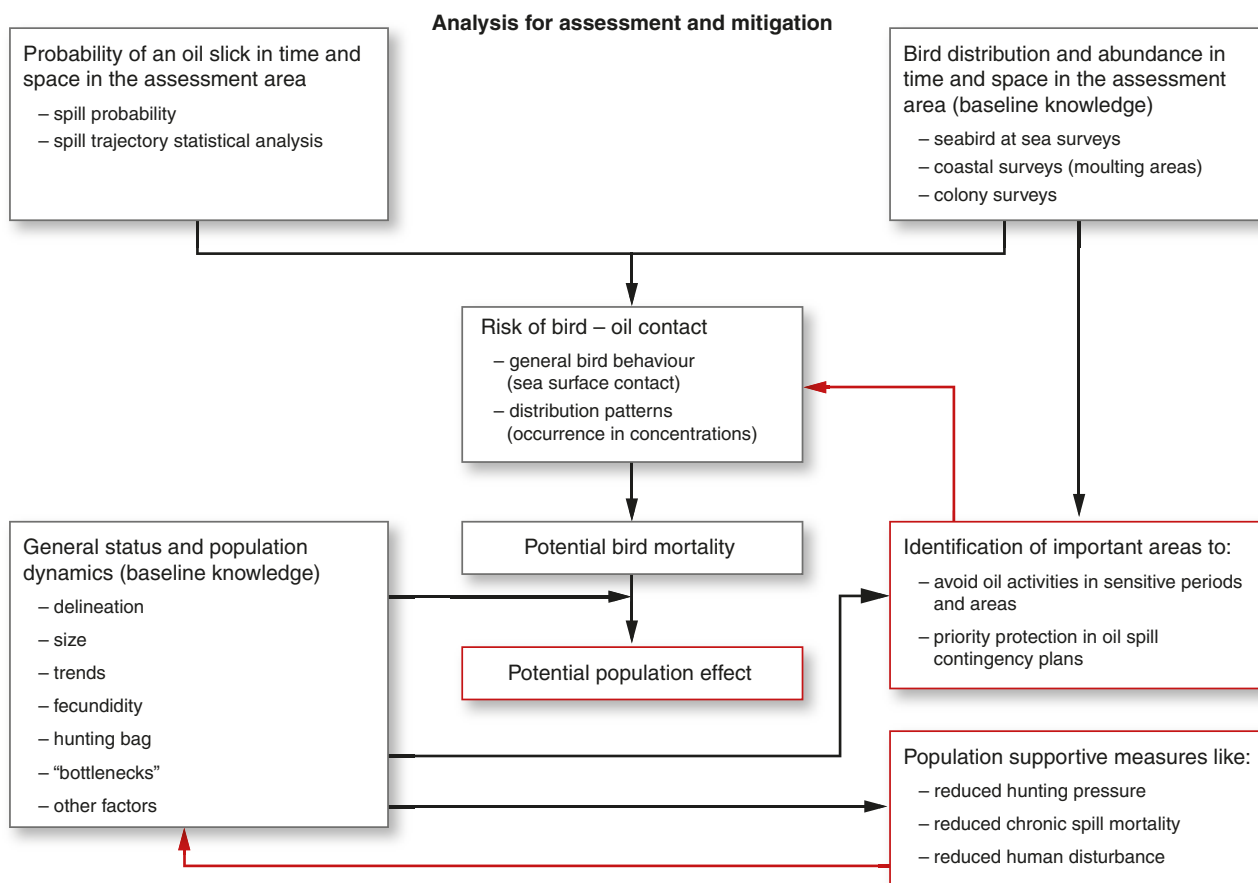 Analysis for assessment and mitigation
Probability of an oil slick in time and
space in the assessment area
– spill probability
– spill trajectory statistical analysis
Bird distribution and abundance in
time and space in the assessment
area (baseline knowledge)
– seabird at sea surveys
– coastal surveys (moulting areas)
– colony surveys
Risk of bird – oil contact
– general bird behaviour
(sea surface contact)
– distribution patterns
(occurrence in concentrations)
General status and population
dynamics (baseline knowledge)
– delineation
– size
– trends
– fecundidity
– hunting bag
– “bottlenecks”
– other factors
Potential bird mortality
Potential population effect
Identification of important areas to:
– avoid oil activities in sensitive periods
and areas
– priority protection in oil spill
contingency plans
Population supportive measures like:
– reduced hunting pressure
– reduced chronic spill mortality
– reduced human disturbance